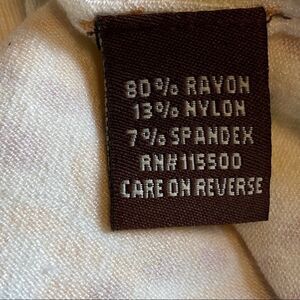 80% RAYON
13% NYLON
7% SPANDEX
RN#115500
CARE ON REVERSE